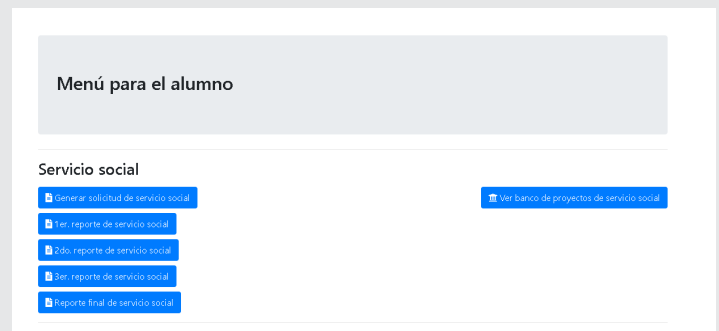 Menú para el alumno
Servicio social
Generar solicitud de servicio social
Ver banco de proyectos de servicio social
1er. reporte de servicio social
2do. reporte de servicio social
3er. reporte de servicio social
Reporte final de servicio social